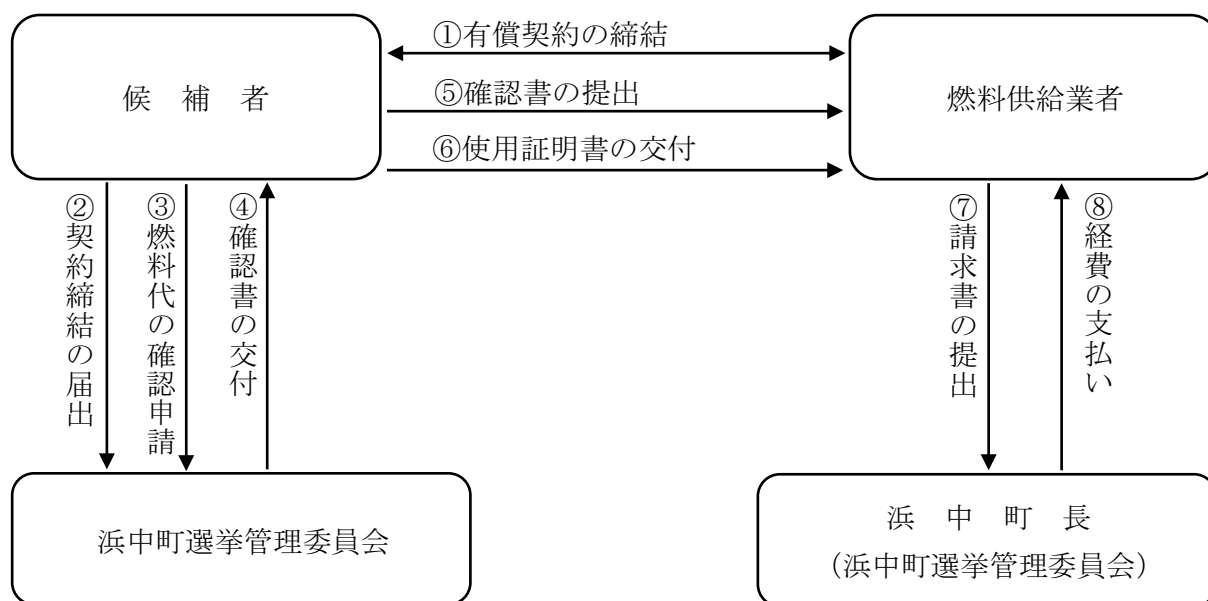 ①有償契約の締結
候　補　者
⑤確認書の提出
燃料供給業者
⑥使用証明書の交付
②契約締結の届出
③燃料代の確認申請
④確認書の交付
⑦請求書の提出
⑧経費の支払い
浜中町選挙管理委員会
浜　中　町　長
（浜中町選挙管理委員会）